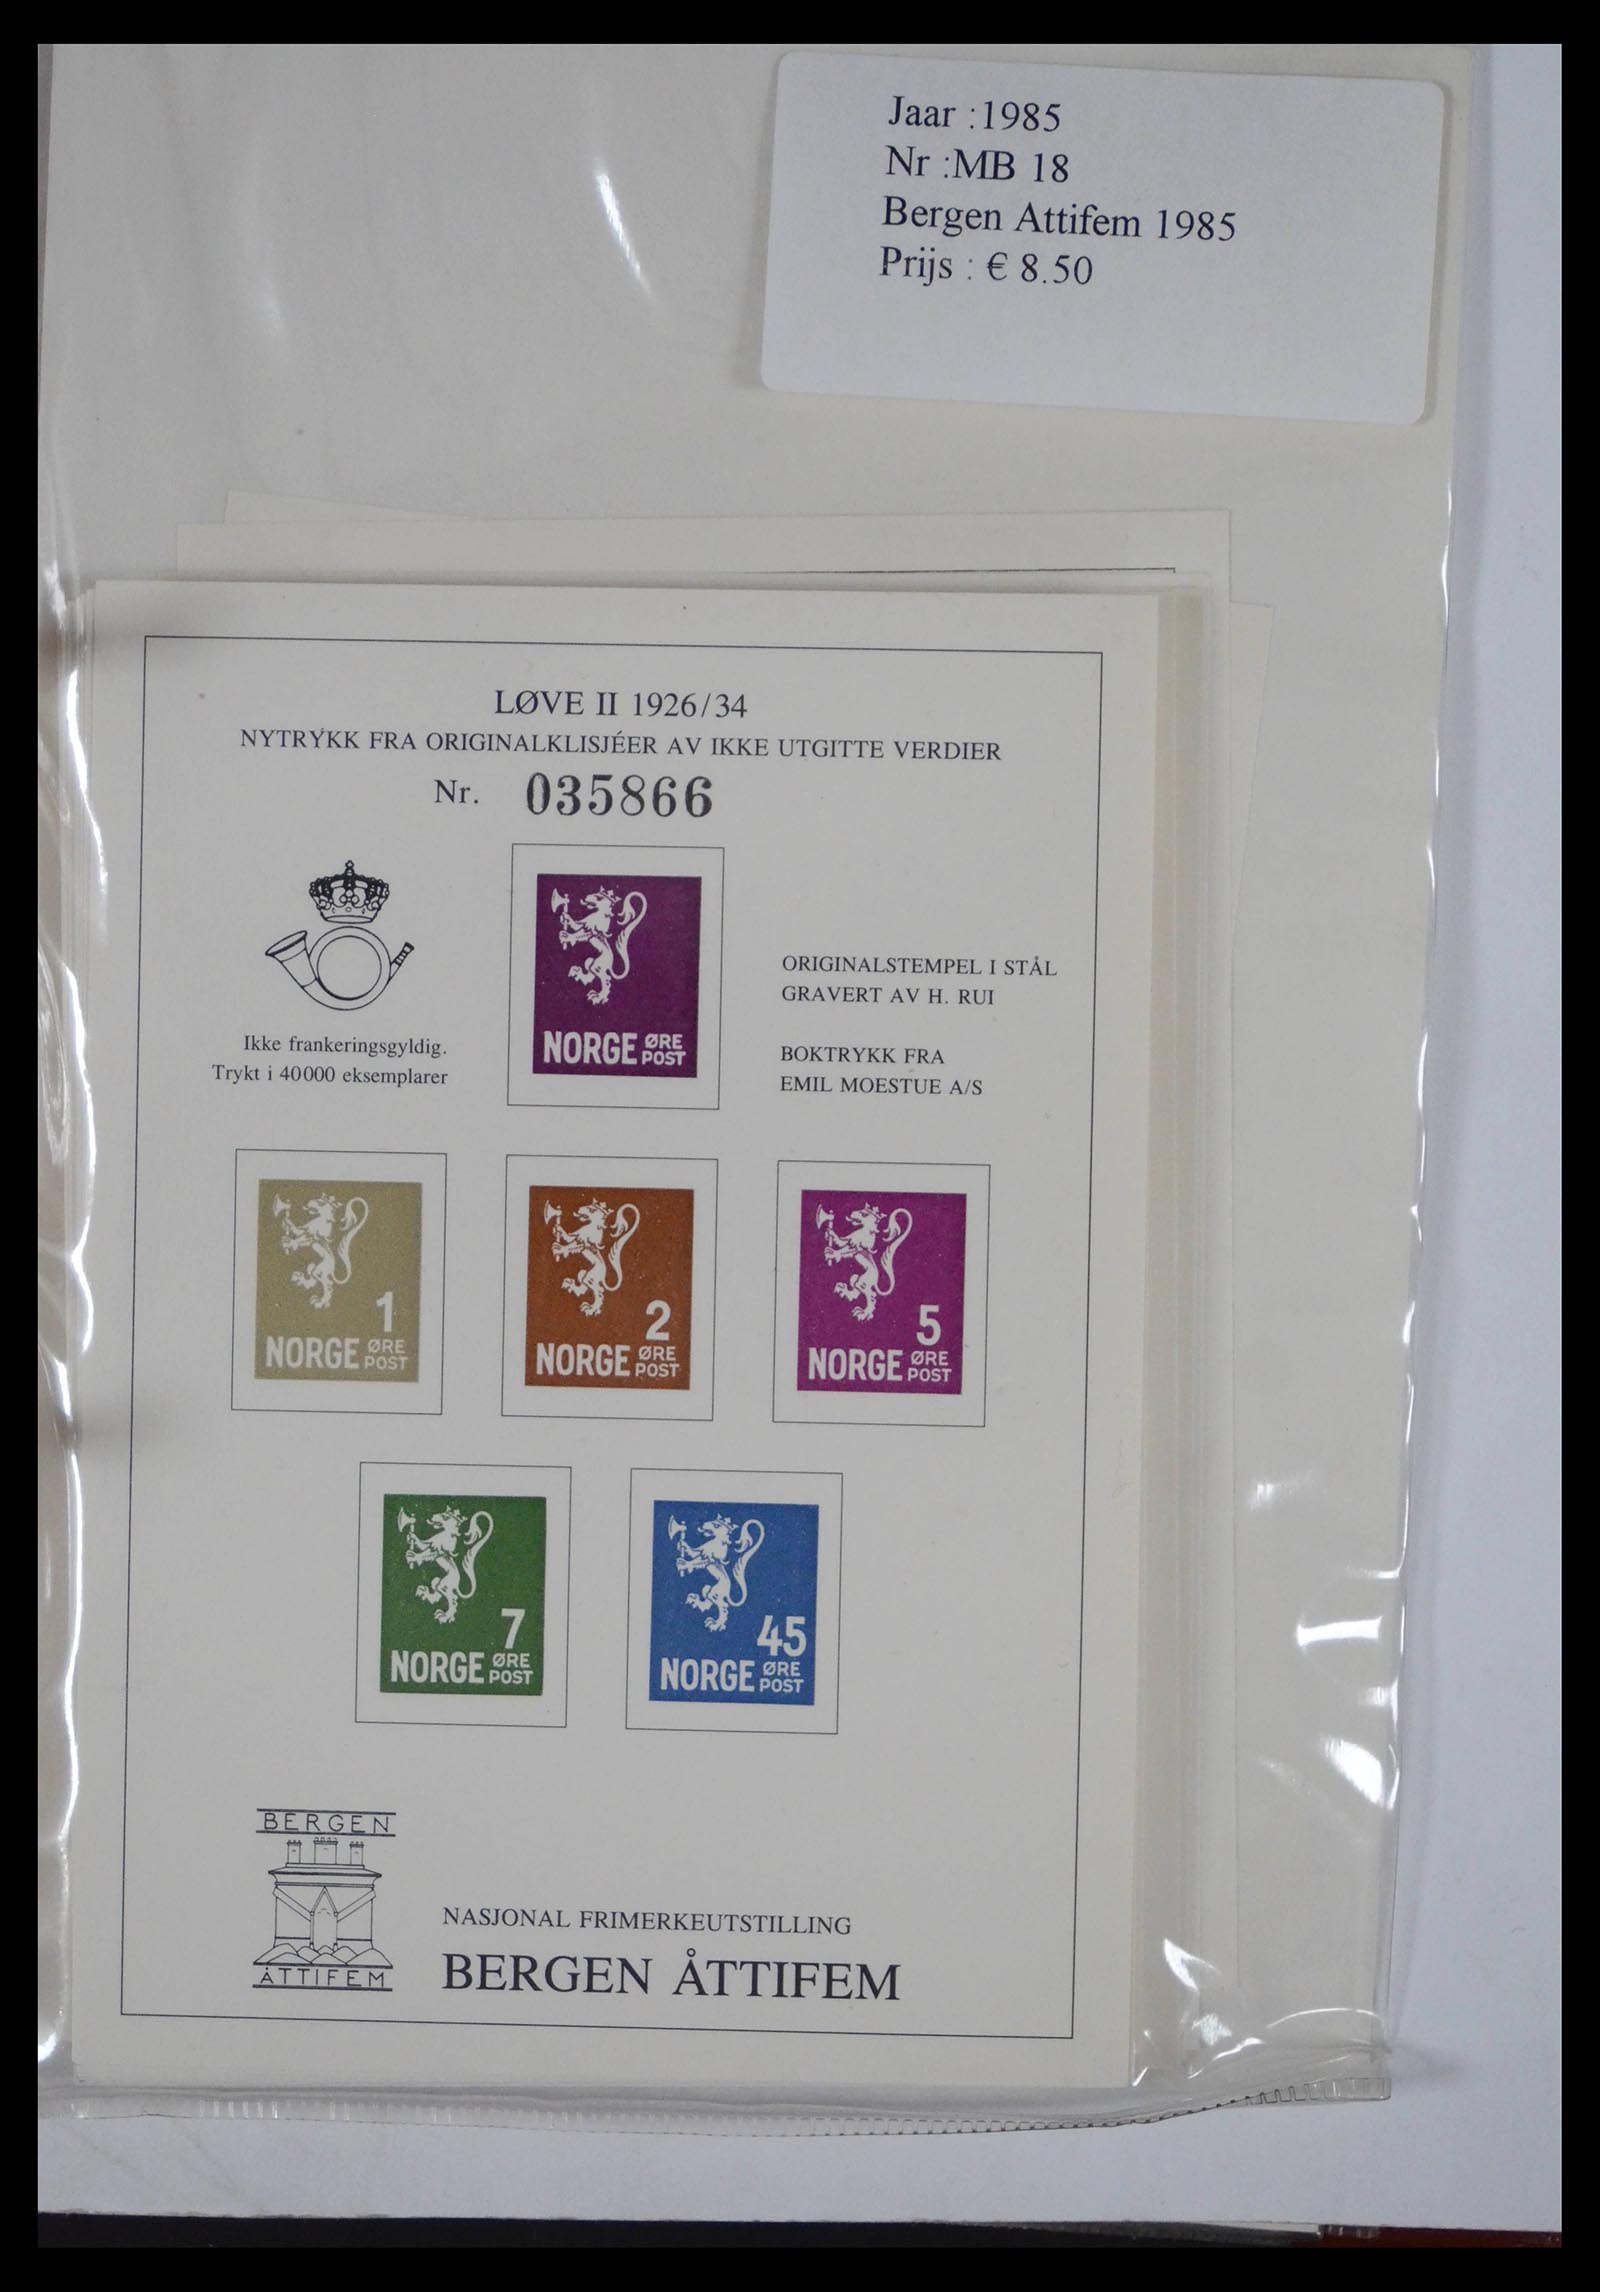 Jaar :1985
Nr :MB 18
Bergen Attifem 1985
Prijs : € 8.50
LØVE II 1926/34
NYTRYKK FRA ORIGINALKLISJÉER AV IKKE UTGITTE VERDIER
Nr. 035866
Ikke frankeringsgyldig.
Trykt i 40000 eksemplarer
NORGE ØRE POST
ORIGINALSTEMPEL I STÅL
GRAVERT AV H. RUI
BOKTRYKK FRA
EMIL MOESTUE A/S
1
NORGE ØRE POST
2
NORGE ØRE POST
5
NORGE ØRE POST
7
NORGE ØRE POST
45
NORGE ØRE POST
BERGEN
ÅTTIFEM
NASJONAL FRIMERKEUTSTILLING
BERGEN ÅTTIFEM